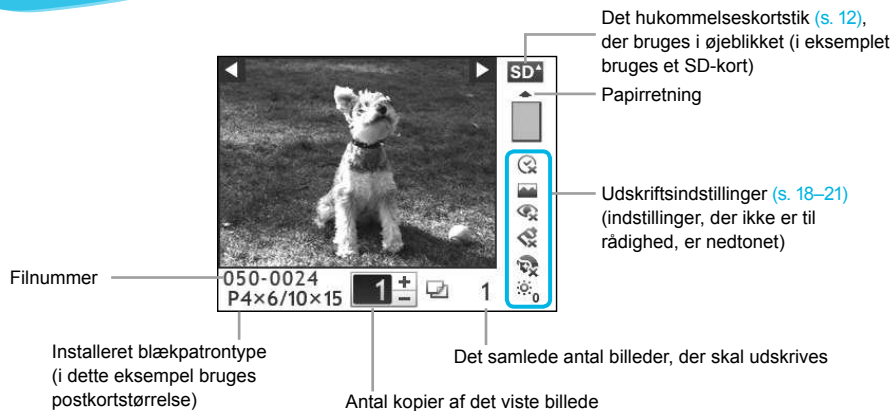 Det hukommelseskortstik (s. 12),
der bruges i øjeblikket (i eksemplet
bruges et SD-kort)
SD
Papirretning
Udskriftsindstillinger (s. 18–21)
(indstillinger, der ikke er til
rådighed, er nedtonet)
Filnummer
050-0024
P4×6/10×15
1
+
−
1
0
Installeret blækpatrontype
(i dette eksempel bruges
postkortstørrelse)
Det samlede antal billeder, der skal udskrives
Antal kopier af det viste billede